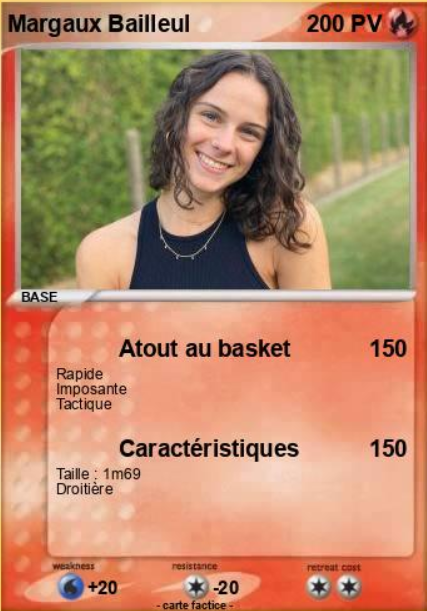 Margaux Bailleul 200 PV
BASE
Atout au basket 150
Rapide
Imposante
Tactique
Caractéristiques 150
Taille : 1m69
Droitière
weakness resistance retreat cost
+20 -20
- carte factice -